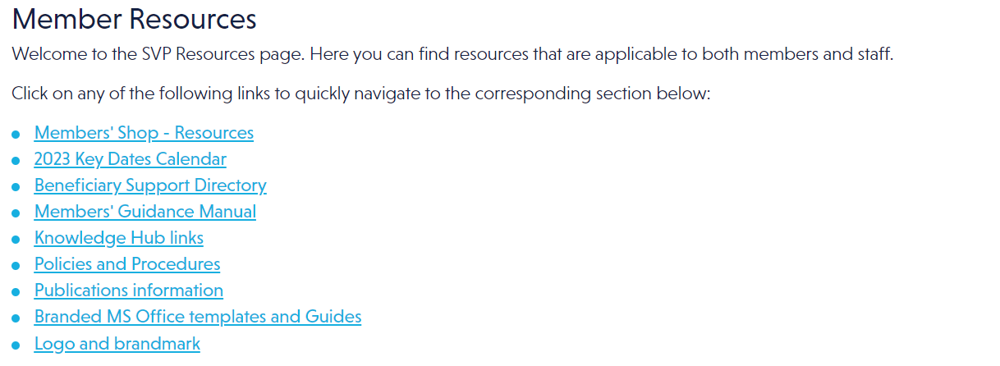 Member Resources
Welcome to the SVP Resources page. Here you can find resources that are applicable to both members and staff.
Click on any of the following links to quickly navigate to the corresponding section below:
Members' Shop - Resources
2023 Key Dates Calendar
Beneficiary Support Directory
Members' Guidance Manual
Knowledge Hub links
Policies and Procedures
Publications information
Branded MS Office templates and Guides
Logo and brandmark